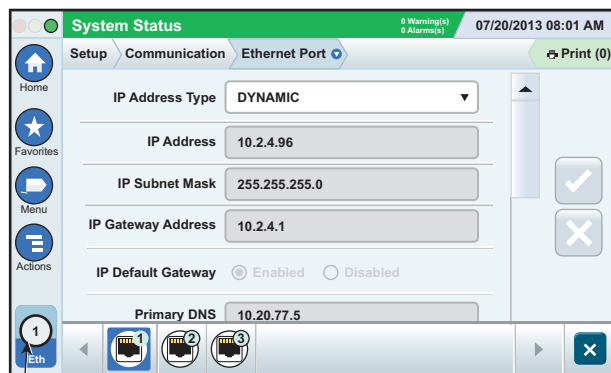 System Status
0 Warning(s)
0 Alarms(s)
07/20/2013 08:01 AM
Setup Communication Ethernet Port
Print (0)
Home
Favorites
Menu
Actions
1
Eth
IP Address Type DYNAMIC
IP Address 10.2.4.96
IP Subnet Mask 255.255.255.0
IP Gateway Address 10.2.4.1
IP Default Gateway Enabled Disabled
Primary DNS 10.20.77.5
1 2 3